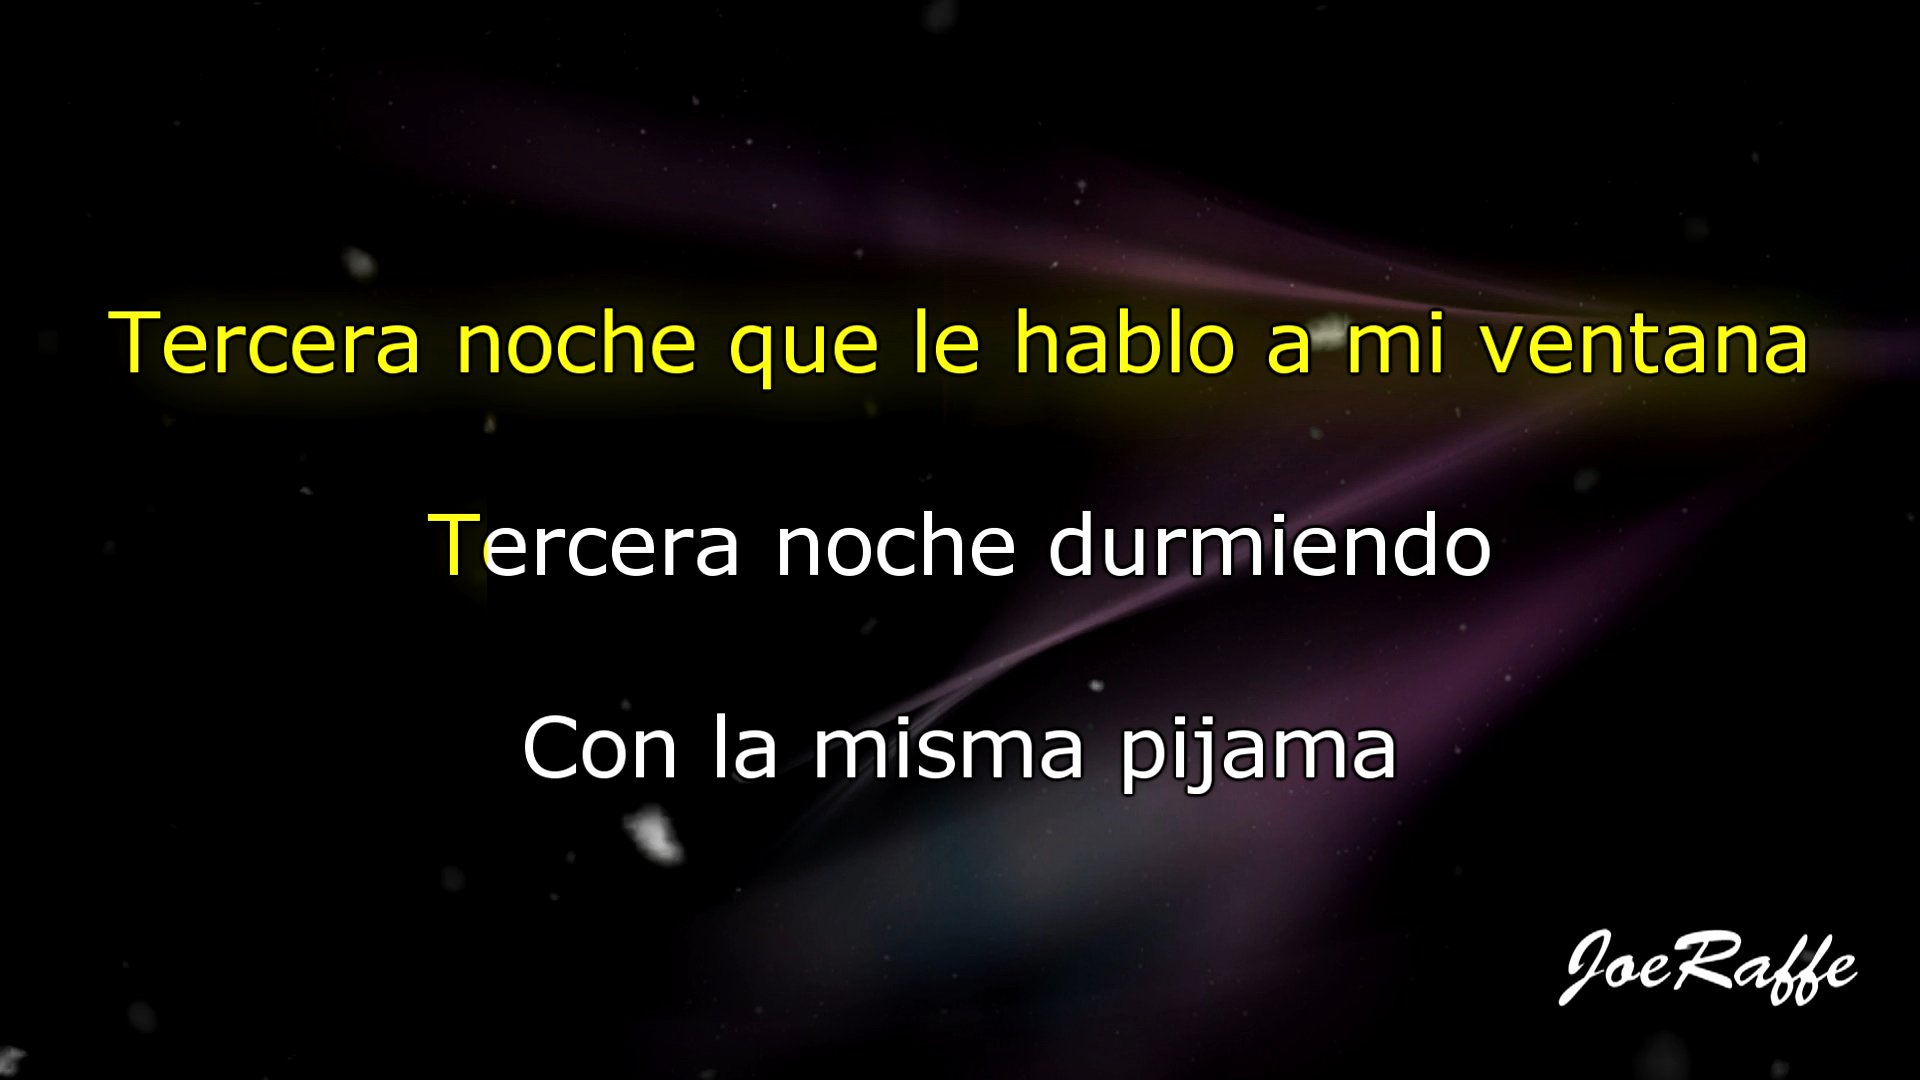 Tercera noche que le hablo a mi ventana
Tercera noche durmiendo
Con la misma pijama
JoeRaffe